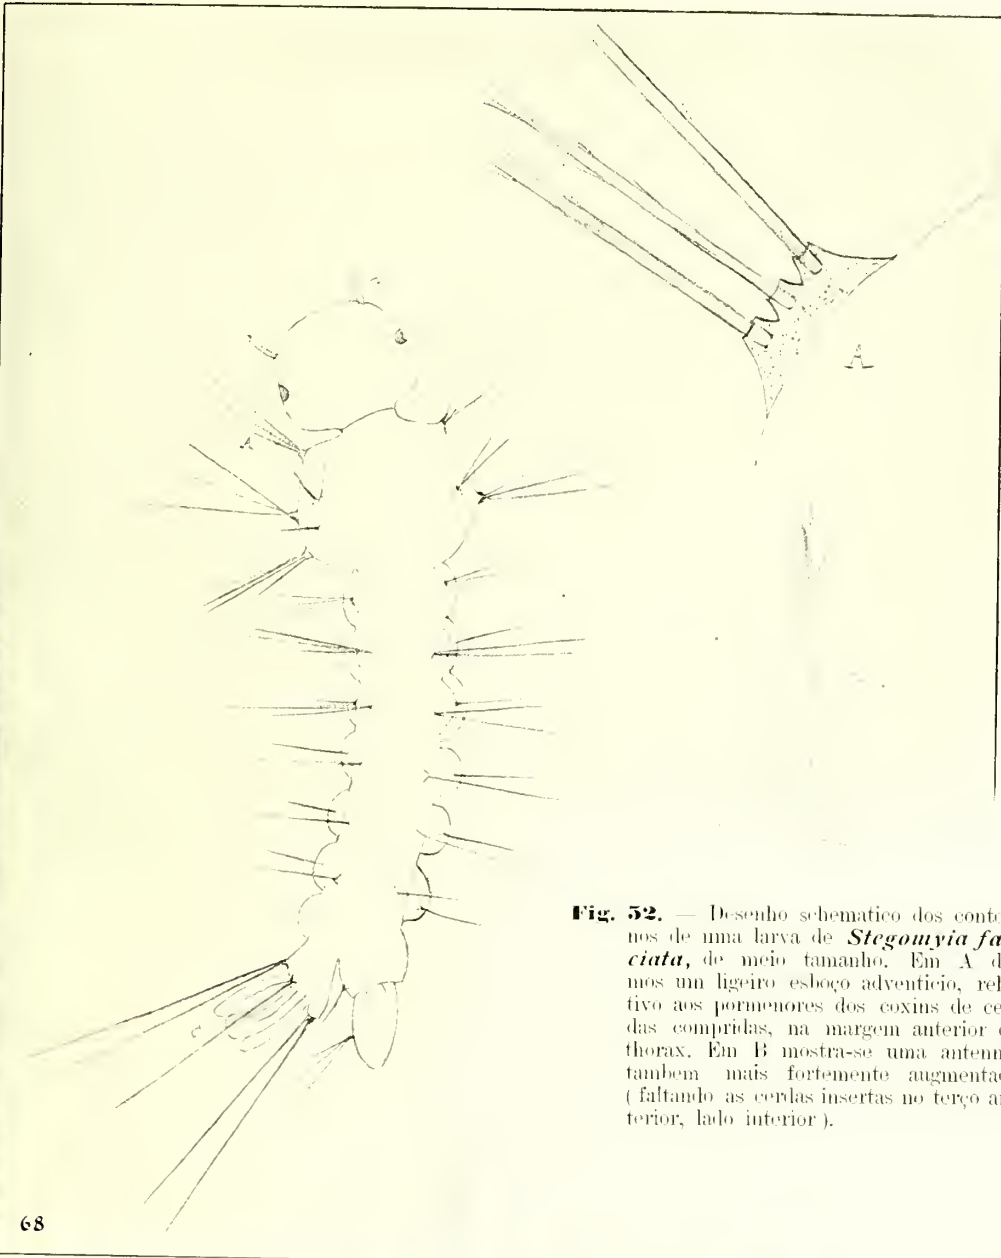 A
A
Fig. 52. — Desenho schematico dos conto
nos de uma larva de Stegomyia fa
ciata, de meio tamanho. Em A d
mos um ligeiro esboço adventicio, rel
tivo aos pormenores dos coxins de ce
das compridas, na margem anterior
thorax. Em B mostra-se uma antenn
tambem mais fortemente augmenta
( faltando as cerdas insertas no terço an
terior, lado interior ).
68